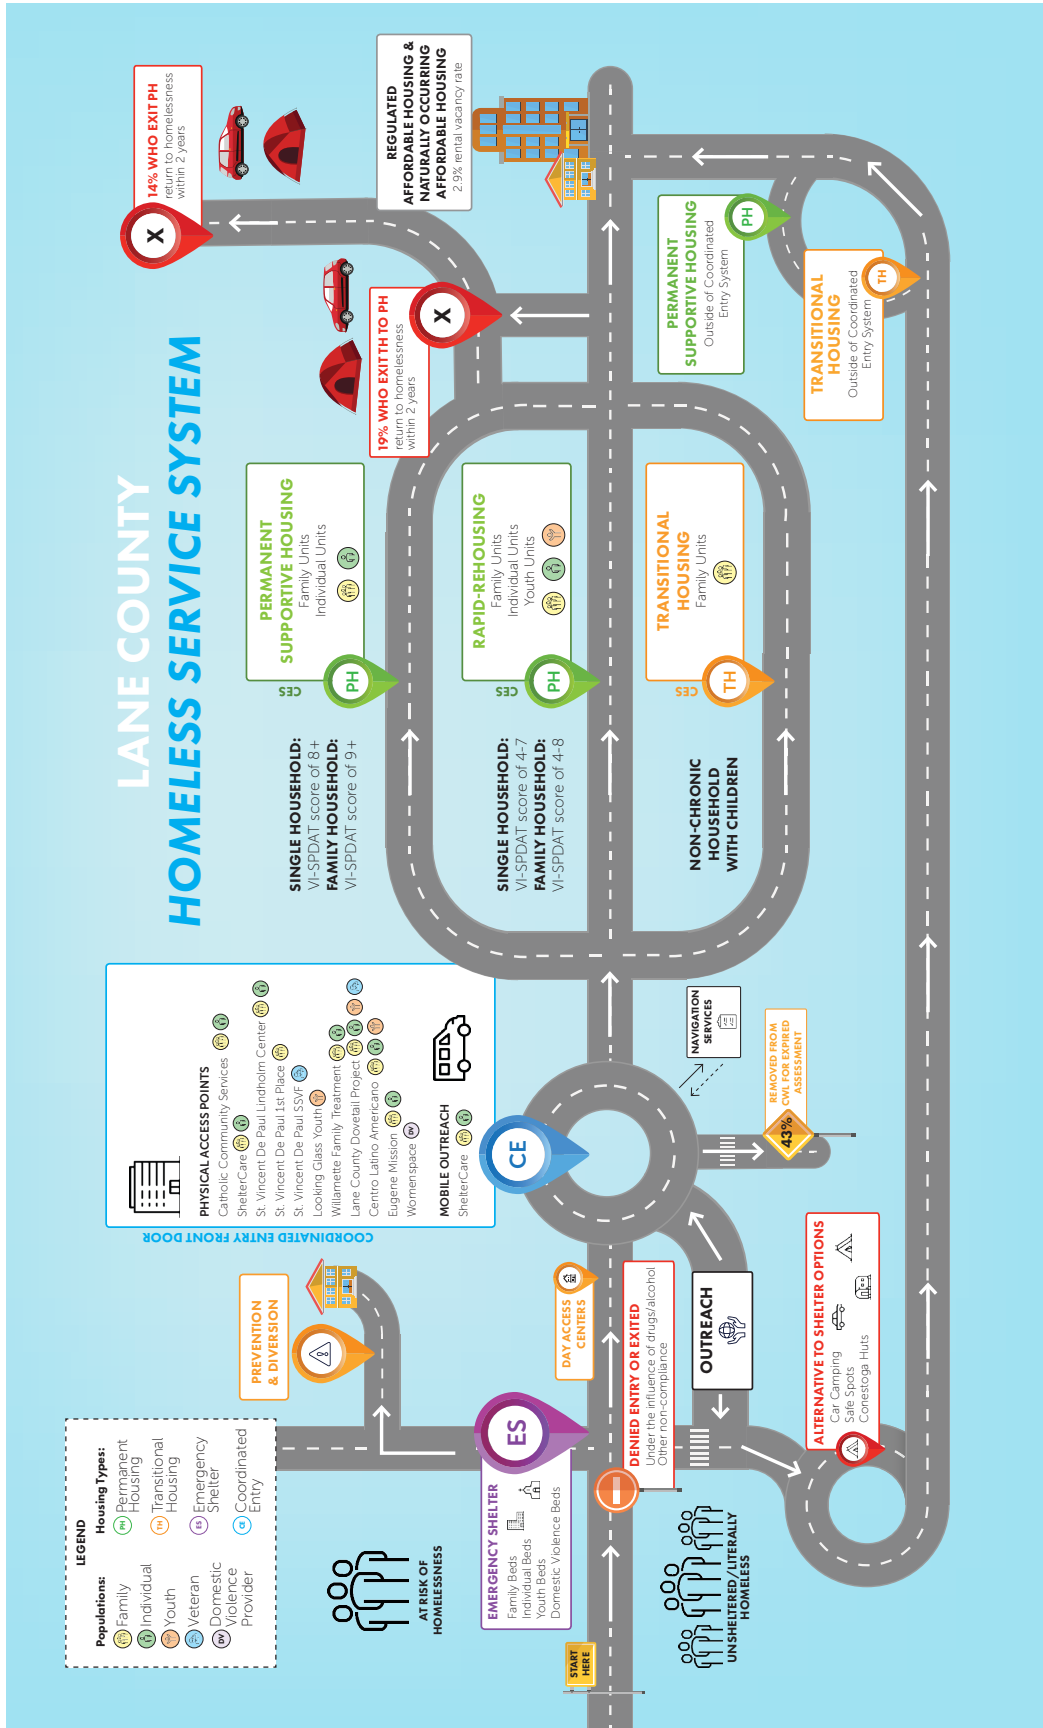 LANE COUNTY
HOMELESS SERVICE SYSTEM
LEGEND
Populations:
Family
Individual
Youth
Veteran
DV
Domestic
Violence
Provider
Housing Types:
PH
Permanent
Housing
TH
Transitional
Housing
ES
Emergency
Shelter
CE
Coordinated
Entry
START
HERE
AT RISK OF
HOMELESSNESS
EMERGENCY SHELTER
Family Beds
Individual Beds
Youth Beds
Domestic Violence Beds
ES
UNSHELTERED/LITERALLY
HOMELESS
PREVENTION
& DIVERSION
DAY ACCESS
CENTERS
DENIED ENTRY OR EXITED
Under the influence of drugs/alcohol
Other non-compliance
OUTREACH
ALTERNATIVE TO SHELTER OPTIONS
Car Camping
Safe Spots
Conestoga Huts
COORDINATED ENTRY FRONT DOOR
PHYSICAL ACCESS POINTS
Catholic Community Services
ShelterCare
St. Vincent De Paul Lindholm Center
St. Vincent De Paul 1st Place
St. Vincent De Paul SSVF
Looking Glass Youth
Willamette Family Treatment
Lane County Dovetail Project
Centro Latino Americano
Eugene Mission
Womenspace
DV
MOBILE OUTREACH
ShelterCare
CE
NAVIGATION
SERVICES
43%
REMOVED FROM
CWL FOR EXPIRED
ASSESSMENT
SINGLE HOUSEHOLD:
VI-SPDAT score of 8+
FAMILY HOUSEHOLD:
VI-SPDAT score of 9+
SINGLE HOUSEHOLD:
VI-SPDAT score of 4-7
FAMILY HOUSEHOLD:
VI-SPDAT score of 4-8
NON-CHRONIC
HOUSEHOLD
WITH CHILDREN
CES
PH
PERMANENT
SUPPORTIVE HOUSING
Family Units
Individual Units
CES
PH
RAPID-REHOUSING
Family Units
Individual Units
Youth Units
CES
TH
TRANSITIONAL
HOUSING
Family Units
X
19% WHO EXIT TH TO PH
return to homelessness
within 2 years
X
14% WHO EXIT PH
return to homelessness
within 2 years
REGULATED
AFFORDABLE HOUSING &
NATURALLY OCCURRING
AFFORDABLE HOUSING
2.9% rental vacancy rate
PERMANENT
SUPPORTIVE HOUSING
Outside of Coordinated
Entry System
PH
TRANSITIONAL
HOUSING
Outside of Coordinated
Entry System
TH